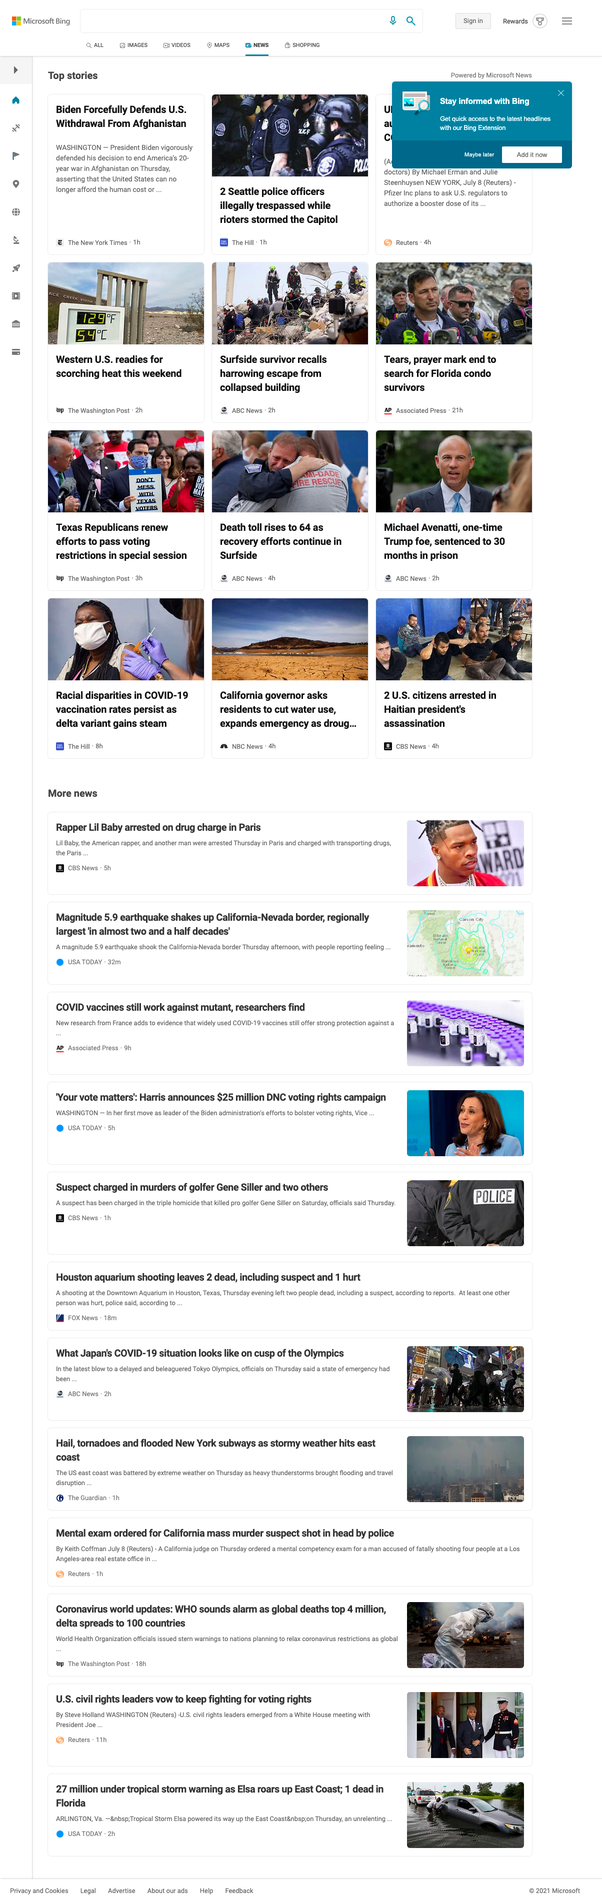 Microsoft Bing
Sign in
Rewards
ALL
IMAGES
VIDEOS
MAPS
NEWS
SHOPPING
Top stories
Powered by Microsoft News
Stay informed with Bing
Get quick access to the latest headlines
with our Bing Extension
Maybe later
Add it now
Biden Forcefully Defends U.S.
Withdrawal From Afghanistan
WASHINGTON — President Biden vigorously
defended his decision to end America's 20-
year war in Afghanistan on Thursday,
asserting that the United States can no
longer afford the human cost or ...
The New York Times · 1h
POLICE
2 Seattle police officers
illegally trespassed while
rioters stormed the Capitol
The Hill · 1h
doctors) By Michael Erman and Julie
Steenhuysen NEW YORK, July 8 (Reuters) -
Pfizer Inc plans to ask U.S. regulators to
authorize a booster dose of its ...
Reuters · 4h
129°F
54°C
Western U.S. readies for
scorching heat this weekend
The Washington Post · 2h
Surfside survivor recalls
harrowing escape from
collapsed building
ABC News · 2h
Tears, prayer mark end to
search for Florida condo
survivors
AP Associated Press · 21h
DON'T
MESS
WITH
TEXAS
VOTERS
Texas Republicans renew
efforts to pass voting
restrictions in special session
The Washington Post · 3h
MI-DADE
FIRE RESCUE
Death toll rises to 64 as
recovery efforts continue in
Surfside
ABC News · 4h
Michael Avenatti, one-time
Trump foe, sentenced to 30
months in prison
ABC News · 2h
Racial disparities in COVID-19
vaccination rates persist as
delta variant gains steam
The Hill · 8h
California governor asks
residents to cut water use,
expands emergency as droug...
NBC News · 4h
2 U.S. citizens arrested in
Haitian president's
assassination
CBS News · 4h
More news
Rapper Lil Baby arrested on drug charge in Paris
Lil Baby, the American rapper, and another man were arrested Thursday in Paris and charged with transporting drugs,
the Paris ...
CBS News · 5h
Magnitude 5.9 earthquake shakes up California-Nevada border, regionally
largest 'in almost two and a half decades'
A magnitude 5.9 earthquake shook the California-Nevada border Thursday afternoon, with people reporting feeling ...
USA TODAY · 32m
COVID vaccines still work against mutant, researchers find
New research from France adds to evidence that widely used COVID-19 vaccines still offer strong protection against a
...
AP Associated Press · 9h
'Your vote matters': Harris announces $25 million DNC voting rights campaign
WASHINGTON — In her first move as leader of the Biden administration's efforts to bolster voting rights, Vice ...
USA TODAY · 5h
Suspect charged in murders of golfer Gene Siller and two others
A suspect has been charged in the triple homicide that killed pro golfer Gene Siller on Saturday, officials said Thursday.
CBS News · 1h
POLICE
Houston aquarium shooting leaves 2 dead, including suspect and 1 hurt
A shooting at the Downtown Aquarium in Houston, Texas, Thursday evening left two people dead, including a suspect, according to reports. At least one other
person was hurt, police said, according to ...
FOX News · 18m
What Japan's COVID-19 situation looks like on cusp of the Olympics
In the latest blow to a delayed and beleaguered Tokyo Olympics, officials on Thursday said a state of emergency had
been ...
ABC News · 2h
Hail, tornadoes and flooded New York subways as stormy weather hits east
coast
The US east coast was battered by extreme weather on Thursday as heavy thunderstorms brought flooding and travel
disruption ...
The Guardian · 1h
Mental exam ordered for California mass murder suspect shot in head by police
By Keith Coffman July 8 (Reuters) - A California judge on Thursday ordered a mental competency exam for a man accused of fatally shooting four people at a Los
Angeles-area real estate office in ...
Reuters · 1h
Coronavirus world updates: WHO sounds alarm as global deaths top 4 million,
delta spreads to 100 countries
World Health Organization officials issued stern warnings to nations planning to relax coronavirus restrictions as global
...
The Washington Post · 18h
U.S. civil rights leaders vow to keep fighting for voting rights
By Steve Holland WASHINGTON (Reuters) -U.S. civil rights leaders emerged from a White House meeting with
President Joe ...
Reuters · 11h
27 million under tropical storm warning as Elsa roars up East Coast; 1 dead in
Florida
ARLINGTON, Va. —&nbsp;Tropical Storm Elsa powered its way up the East Coast&nbsp;on Thursday, an unrelenting ...
USA TODAY · 2h
Privacy and Cookies
Legal
Advertise
About our ads
Help
Feedback
© 2021 Microsoft